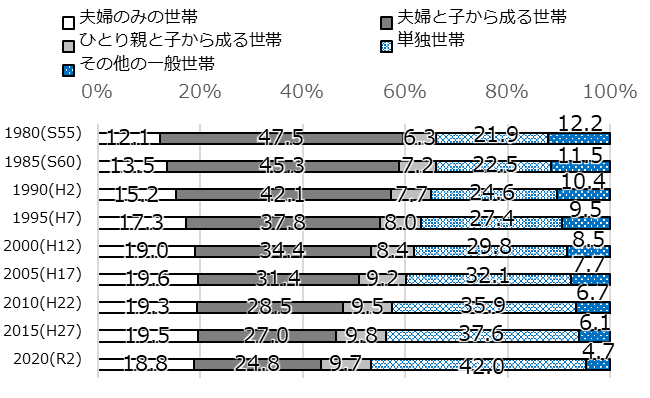 夫婦のみの世帯 夫婦と子から成る世帯
ひとり親と子から成る世帯 単独世帯
その他の一般世帯
0% 20% 40% 60% 80% 100%
1980(S55) 12.1 47.5 6.3 21.9 12.2
1985(S60) 13.5 45.3 7.2 22.5 11.5
1990(H2) 15.2 42.1 7.7 24.6 10.4
1995(H7) 17.3 37.8 8.0 27.4 9.5
2000(H12) 19.0 34.4 8.4 29.8 8.5
2005(H17) 19.6 31.4 9.2 32.1 7.7
2010(H22) 19.3 28.5 9.5 35.9 6.7
2015(H27) 19.5 27.0 9.8 37.6 6.1
2020(R2) 18.8 24.8 9.7 42.0 4.7